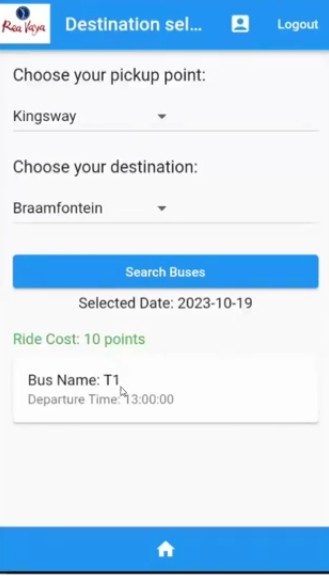 Rea Vaya
Destination sel...
Logout
Choose your pickup point:
Kingsway
Choose your destination:
Braamfontein
Search Buses
Selected Date: 2023-10-19
Ride Cost: 10 points
Bus Name: T1
Departure Time: 13:00:00